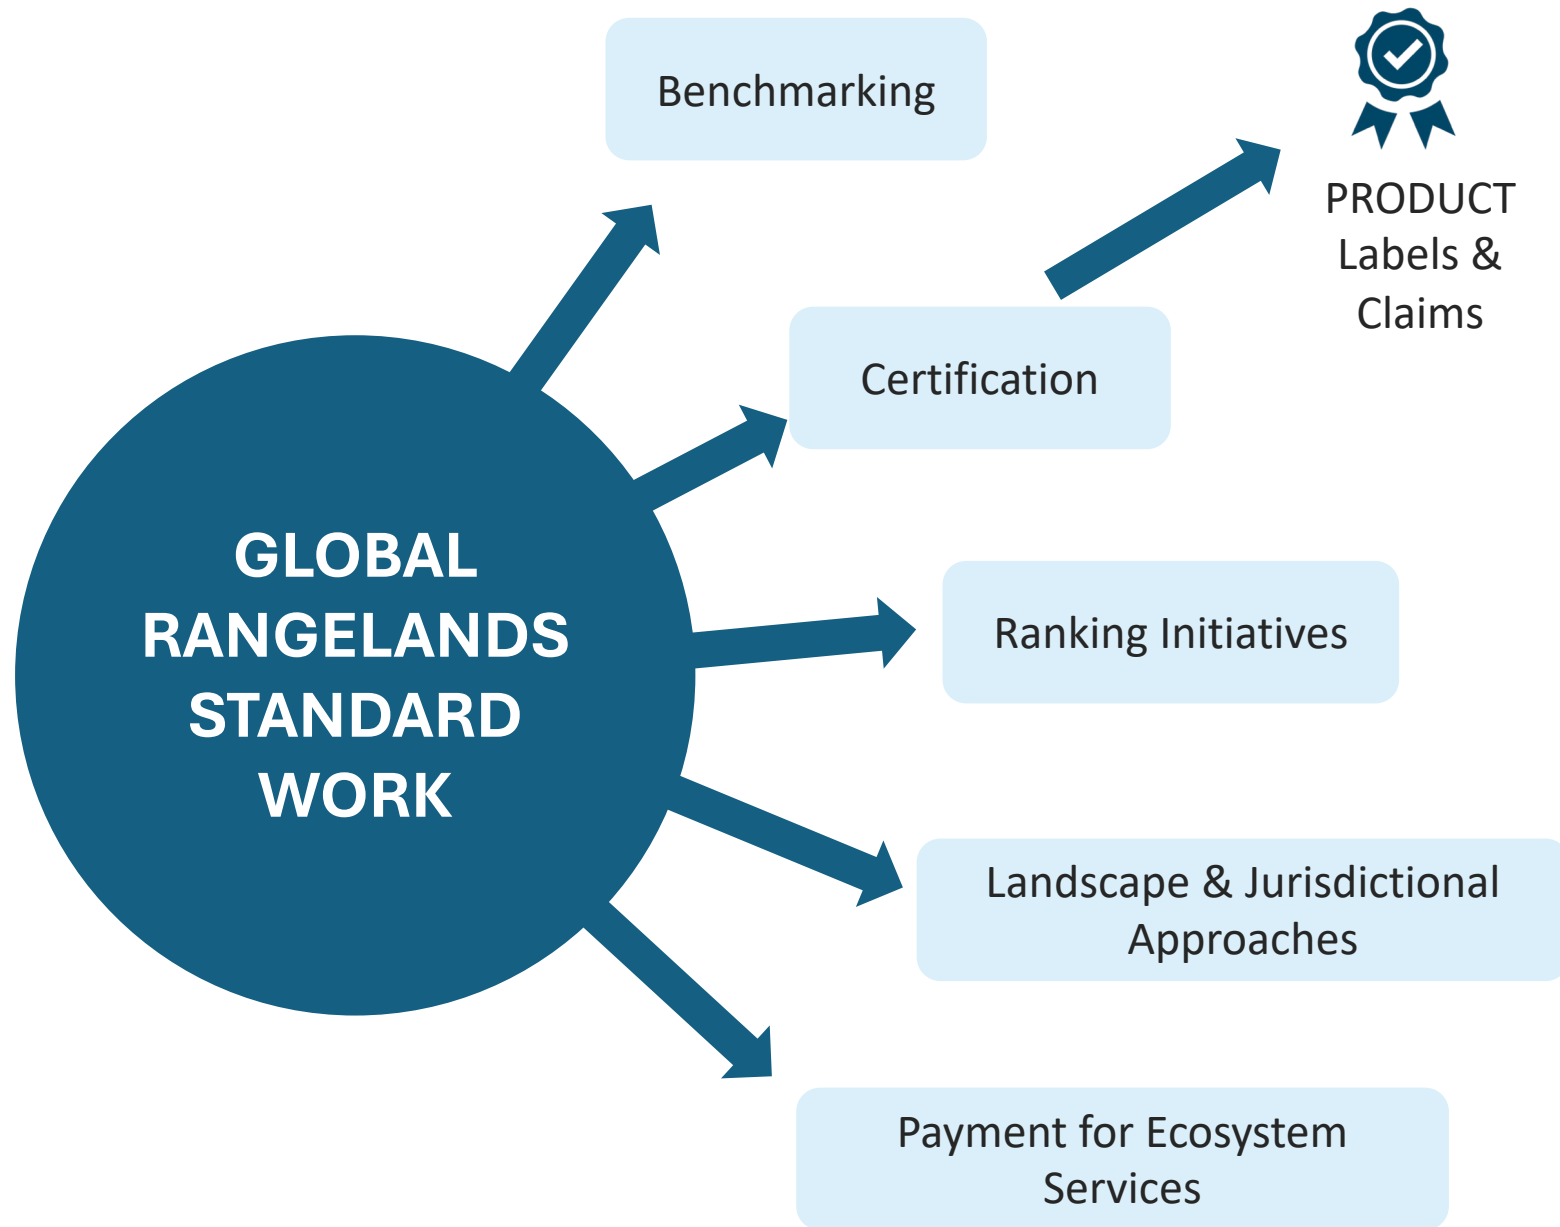 Benchmarking
PRODUCT
Labels &
Claims
Certification
GLOBAL
RANGELANDS
STANDARD
WORK
Ranking Initiatives
Landscape & Jurisdictional
Approaches
Payment for Ecosystem
Services